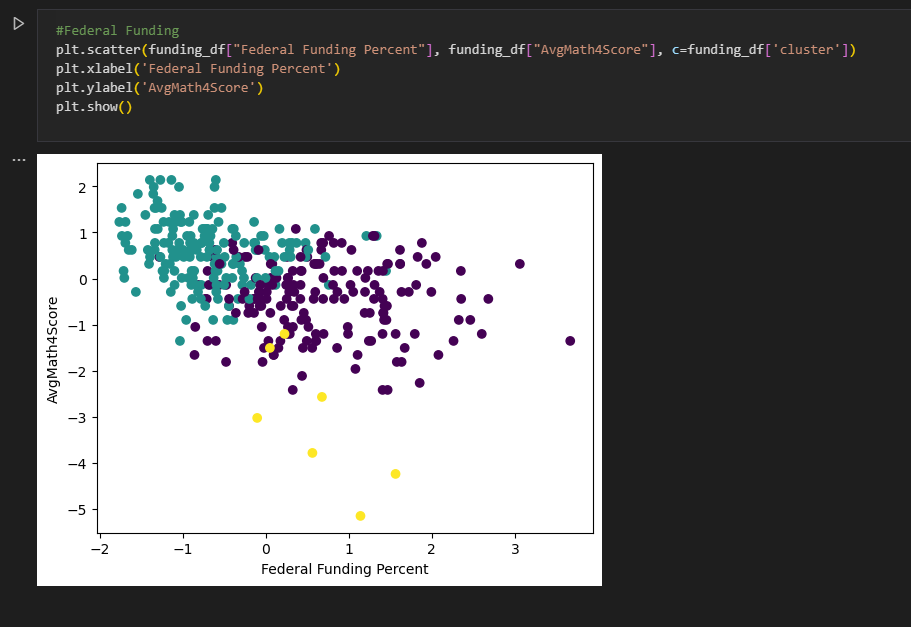 #Federal Funding
plt.scatter(funding_df["Federal Funding Percent"], funding_df["AvgMath4Score"], c=funding_df['cluster'])
plt.xlabel('Federal Funding Percent')
plt.ylabel('AvgMath4Score')
plt.show()
...
2
1
0
−1
−2
−3
−4
−5
AvgMath4Score
−2 −1 0 1 2 3
Federal Funding Percent